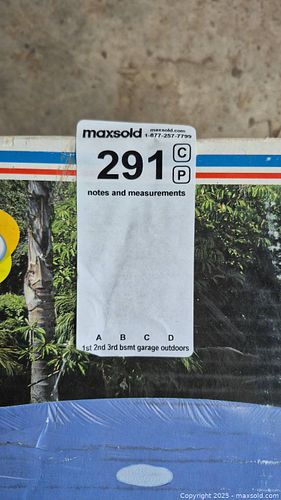 maxsold maxsold.com
1-877-257-7799
291 C
P
notes and measurements
A B C D
1st 2nd 3rd bsmt garage outdoors
Copyright 2025 - maxsold.com